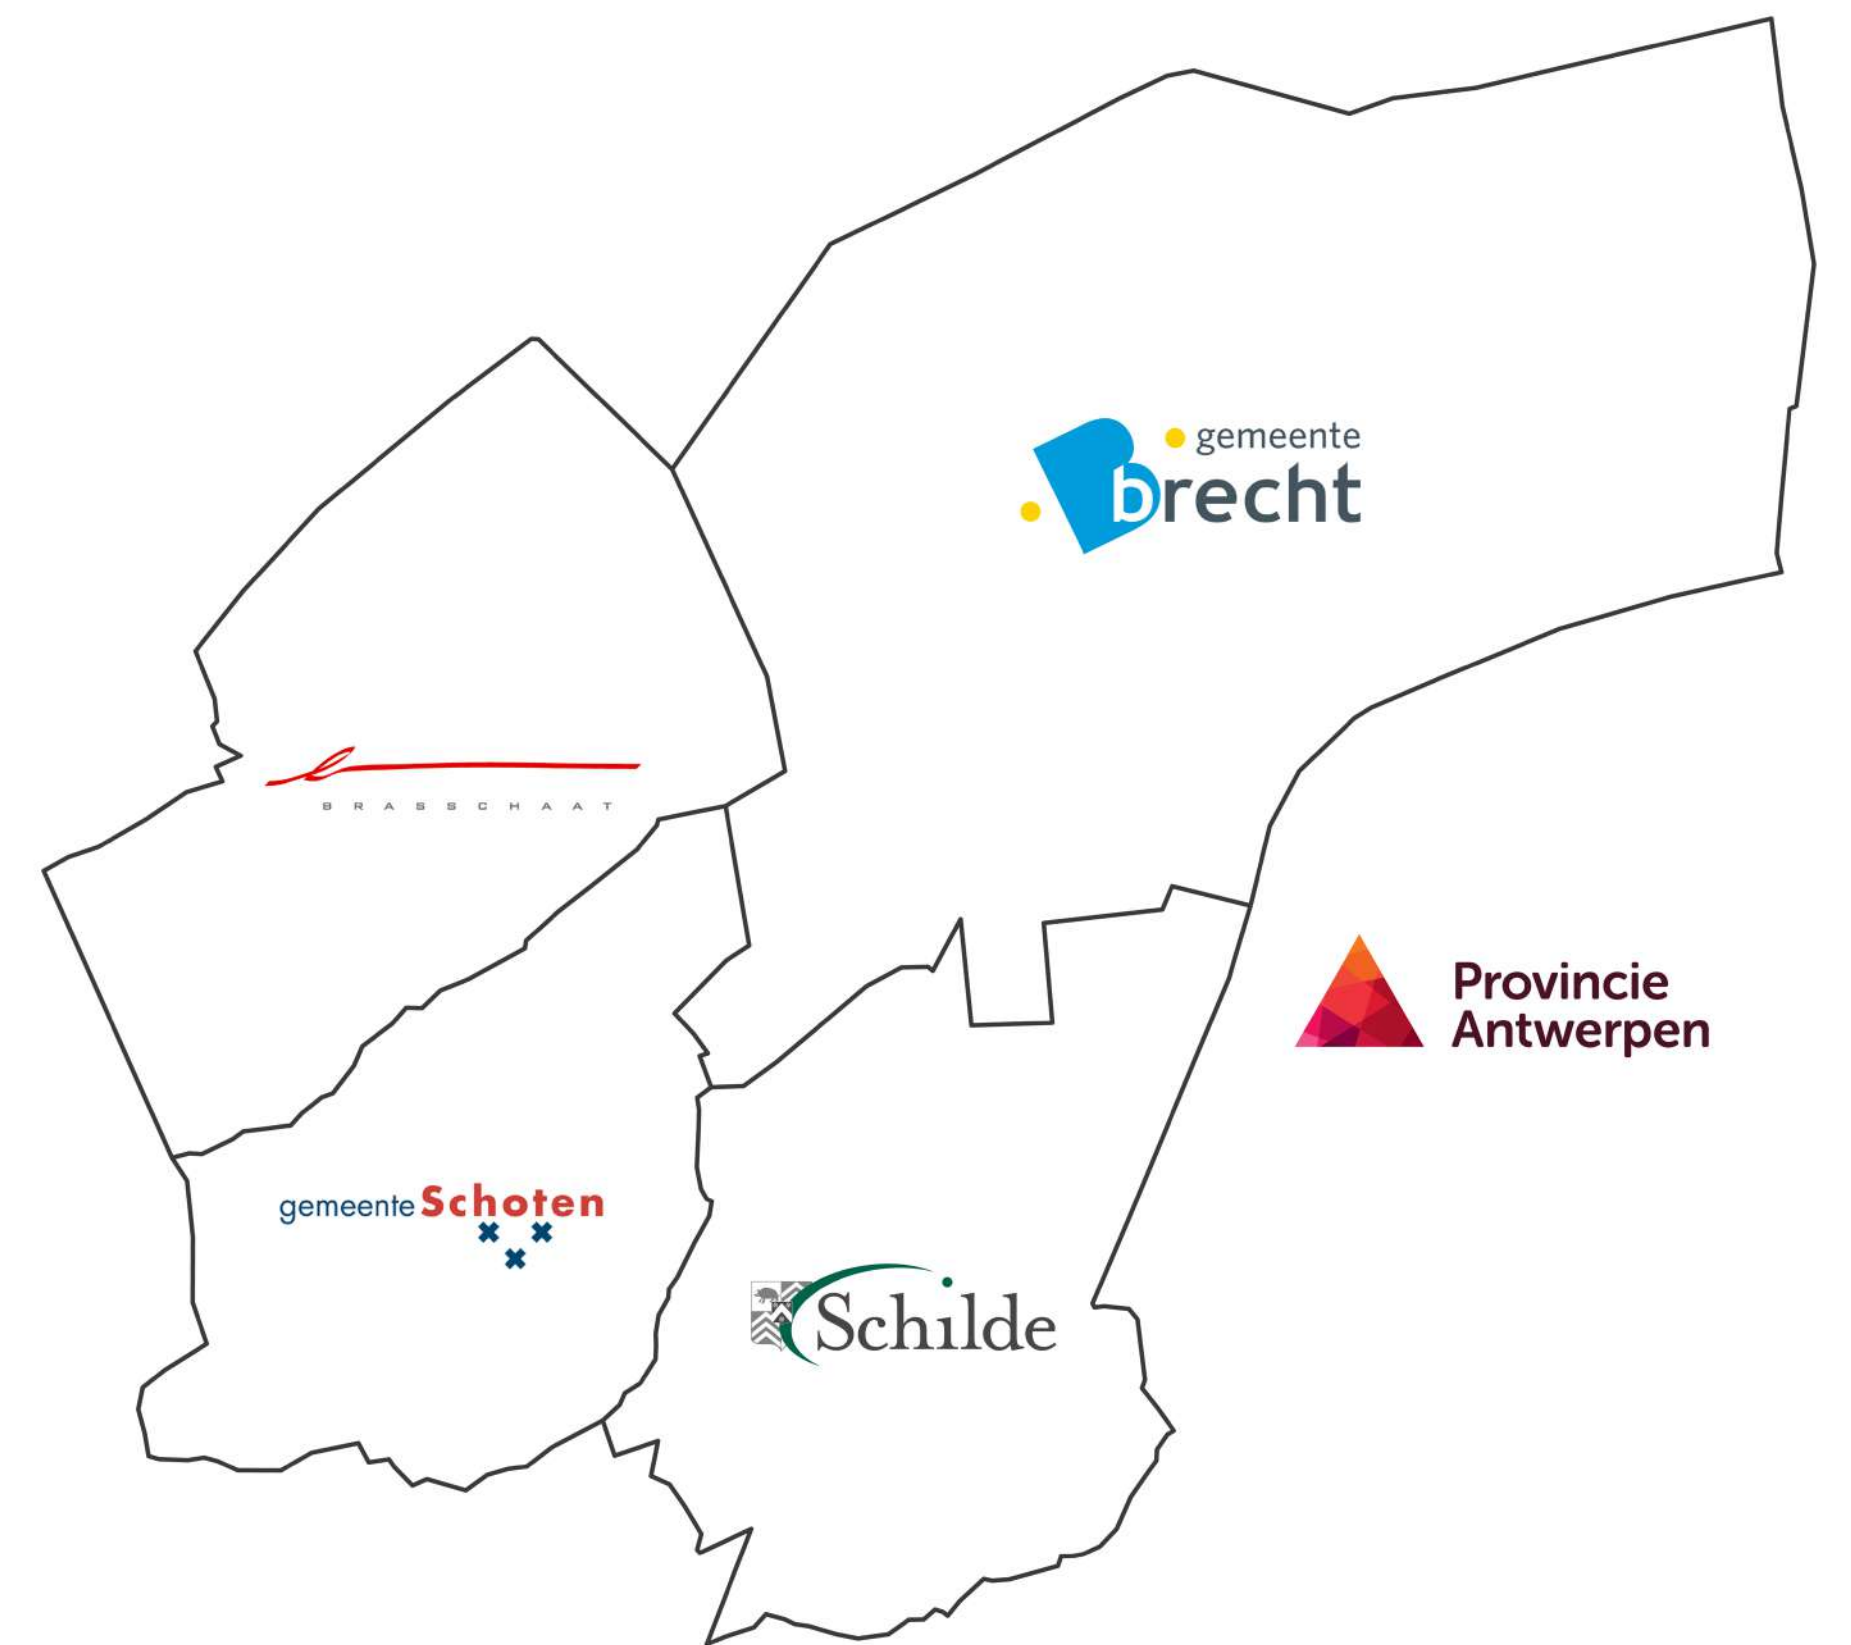 gemeente
brecht
BRASSCHAAT
Provincie
Antwerpen
gemeente Schoten
Schilde